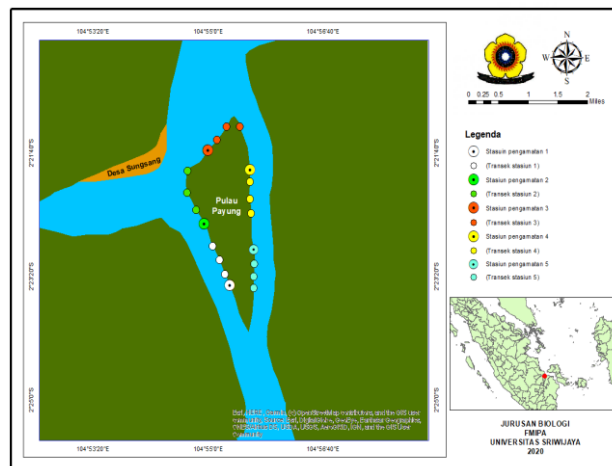 104°53'20"E 104°55'0"E 104°56'40"E
2°21'40"S
2°21'40"S
Desa Sungsang
Pulau
Payung
2°23'20"S
2°23'20"S
2°25'0"S
2°25'0"S
104°53'20"E 104°55'0"E 104°56'40"E
N
W E
S
0 0.25 0.5 1 1.5 2
Miles
Legenda
Stasuin pengamatan 1
(Transek stasiun 1)
Stasiun pengamatan 2
(Transek stasiun 2)
Stasiun pengamatan 3
(Transek stasiun 3)
Stasiun pengamatan 4
(Transek stasiun 4)
Stasiun pengamatan 5
(Transek stasiun 5)
JURUSAN BIOLOGI
FMIPA
UNIVERSITAS SRIWIJAYA
2020